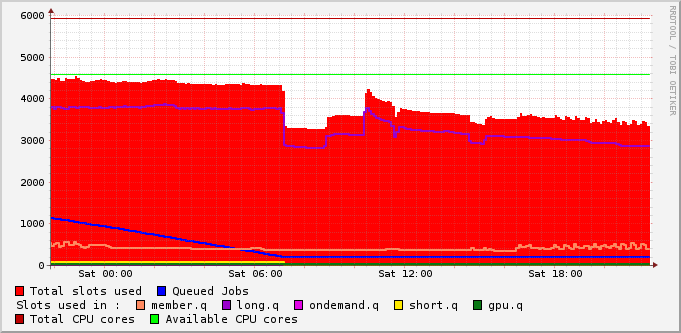 6000
5000
4000
3000
2000
1000
0
Sat 00:00 Sat 06:00 Sat 12:00 Sat 18:00
RRDTOOL / TOBI OETIKER
Total slots used Queued Jobs
Slots used in : member.q long.q ondemand.q short.q gpu.q
Total CPU cores Available CPU cores